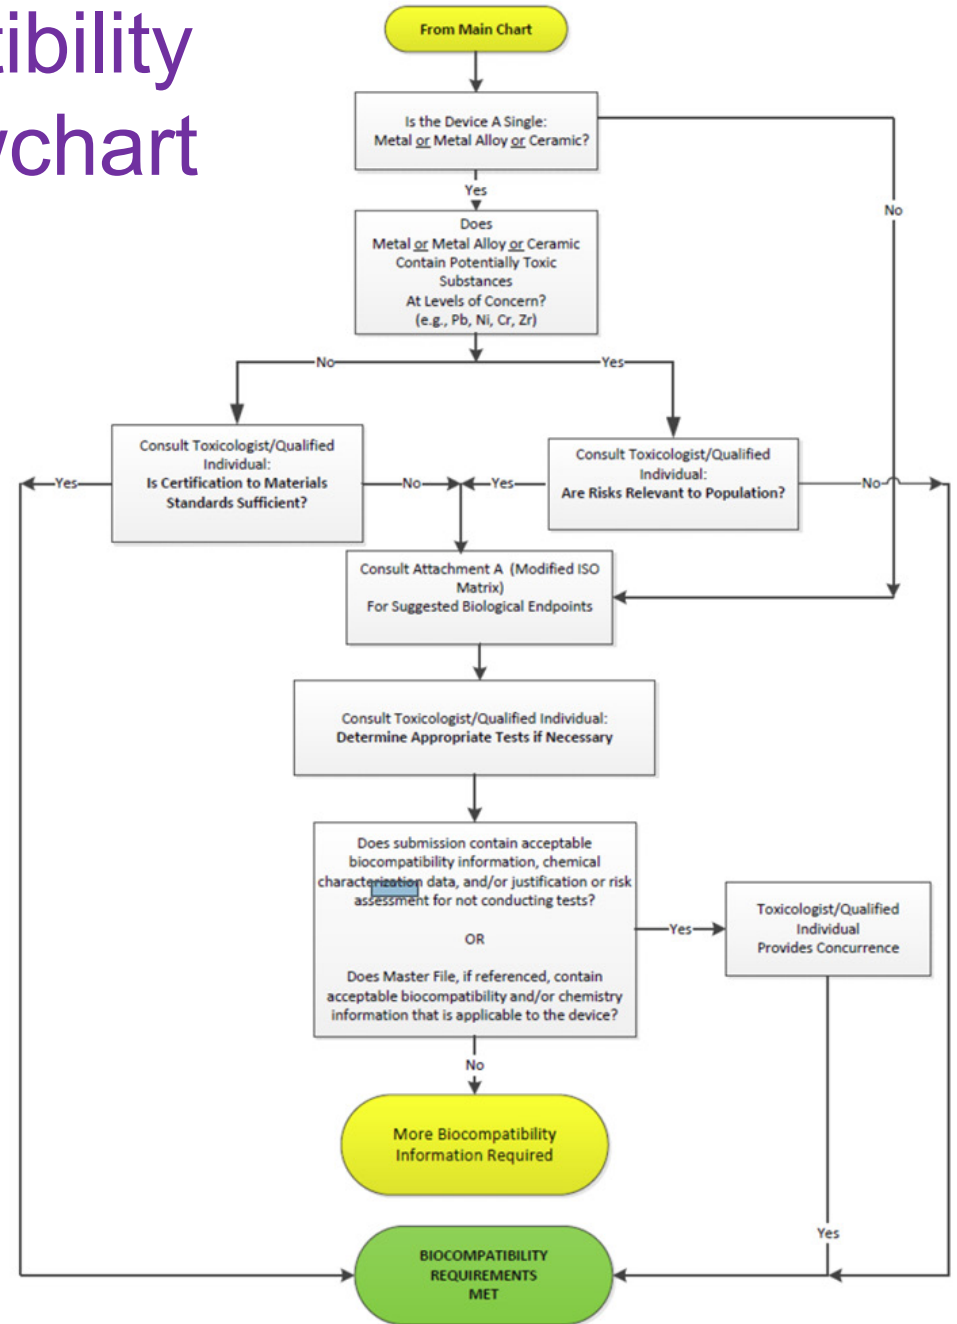 tibility
ychart
From Main Chart
Is the Device A Single:
Metal or Metal Alloy or Ceramic?
Yes
No
Does
Metal or Metal Alloy or Ceramic
Contain Potentially Toxic
Substances
At Levels of Concern?
(e.g., Pb, Ni, Cr, Zr)
No
Yes
Consult Toxicologist/Qualified
Individual:
Is Certification to Materials
Standards Sufficient?
Consult Toxicologist/Qualified
Individual:
Are Risks Relevant to Population?
Yes
No
Yes
No
Consult Attachment A (Modified ISO
Matrix)
For Suggested Biological Endpoints
Consult Toxicologist/Qualified Individual:
Determine Appropriate Tests if Necessary
Does submission contain acceptable
biocompatibility information, chemical
characterization data, and/or justification or risk
assessment for not conducting tests?
OR
Does Master File, if referenced, contain
acceptable biocompatibility and/or chemistry
information that is applicable to the device?
Yes
Toxicologist/Qualified
Individual
Provides Concurrence
No
More Biocompatibility
Information Required
Yes
BIOCOMPATIBILITY
REQUIREMENTS
MET